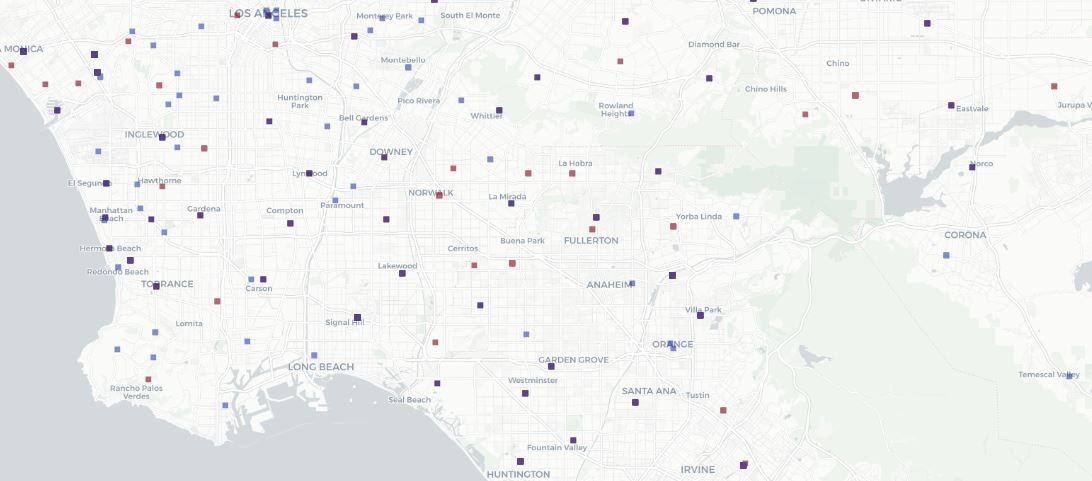 LOS ANGELES
Monterey Park
South El Monte
POMONA
Diamond Bar
Chino
Montebello
Chino Hills
Huntington
Park
Pico Rivera
Bell Gardens
Whittier
Rowland
Heights
Eastvale
INGLEWOOD
DOWNEY
La Habra
Norco
El Segundo
Hawthorne
Lynwood
NORWALK
La Mirada
Manhattan
Beach
Gardena
Compton
Paramount
Yorba Linda
Hermosa Beach
Cerritos
Buena Park
FULLERTON
CORONA
Redondo Beach
Lakewood
TORRANCE
Carson
ANAHEIM
Lomita
Signal Hill
Villa Park
ORANGE
LONG BEACH
GARDEN GROVE
Temescal Valley
Rancho Palos
Verdes
Westminster
SANTA ANA
Tustin
Seal Beach
Fountain Valley
IRVINE
HUNTINGTON